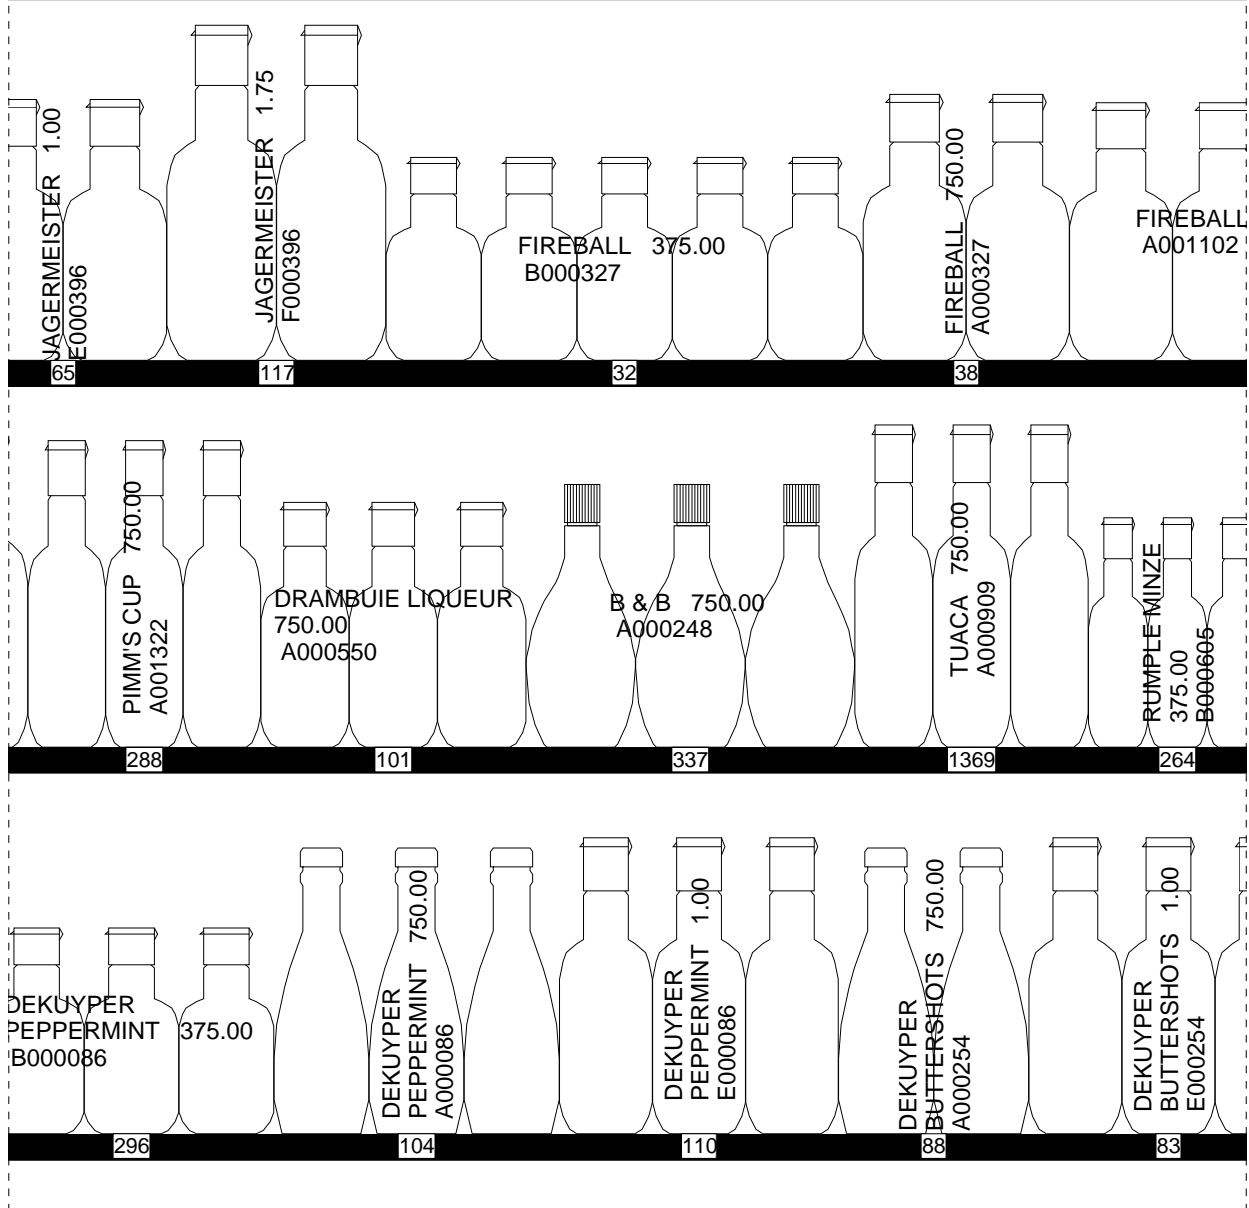 JAGERMEISTER 1.00
E000396
JAGERMEISTER 1.75
F000396
FIREBALL 375.00
B000327
FIREBALL 750.00
A000327
FIREBALL
A001102
65
117
32
38
PIMM'S CUP 750.00
A001322
DRAMBUIE LIQUEUR
750.00
A000550
B & B 750.00
A000248
TUACA 750.00
A000909
RUMPLE MINZE
375.00
B000605
288
101
337
1369
264
DEKUYPER
PEPPERMINT 375.00
B000086
DEKUYPER
PEPPERMINT 750.00
A000086
DEKUYPER
PEPPERMINT 1.00
E000086
DEKUYPER
BUTTERSHOTS 750.00
A000254
DEKUYPER
BUTTERSHOTS 1.00
E000254
296
104
110
88
83